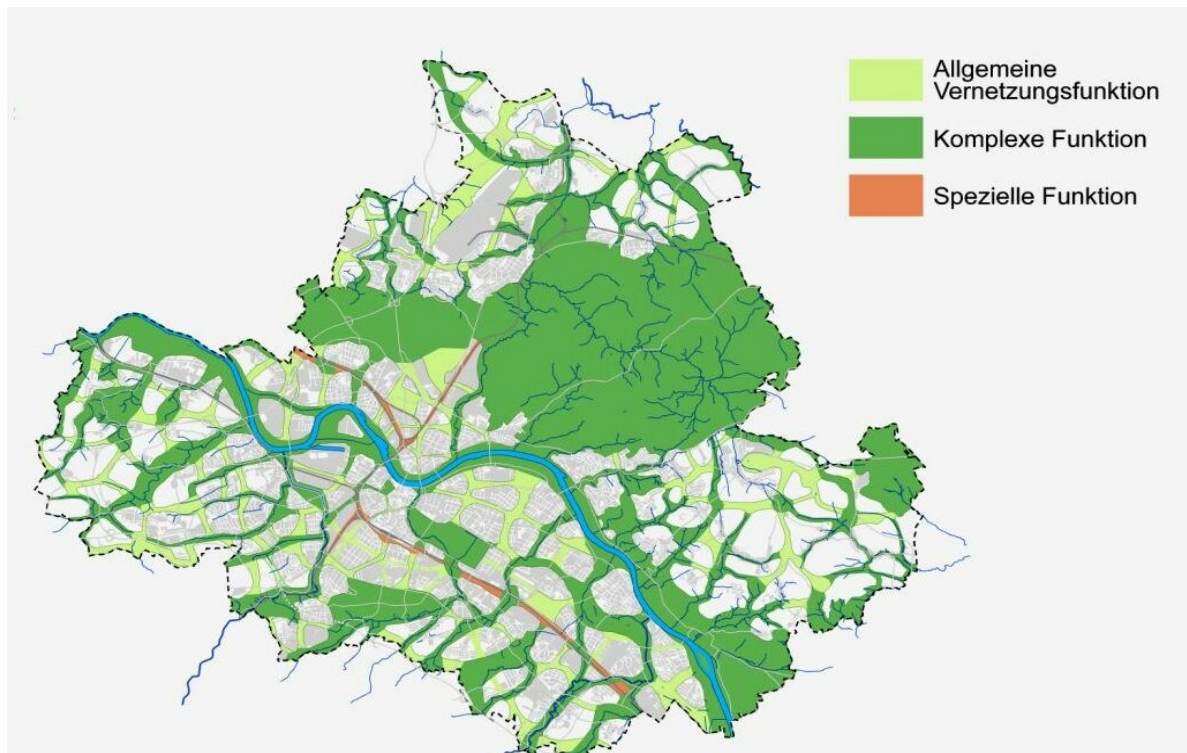 Allgemeine
Vernetzungsfunktion
Komplexe Funktion
Spezielle Funktion